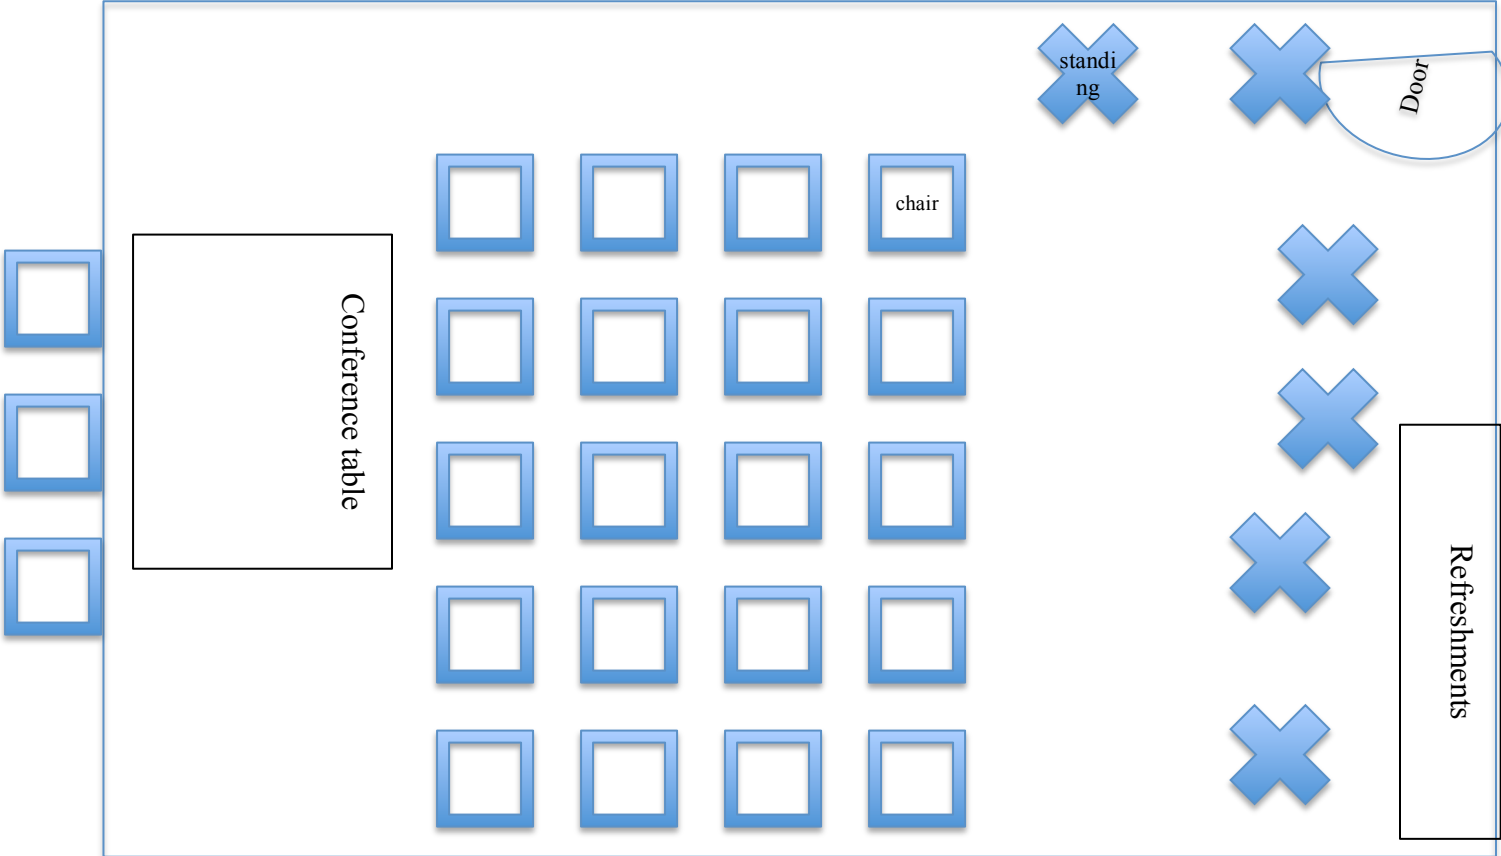 standi
ng
Door
chair
Conference table
Refreshments